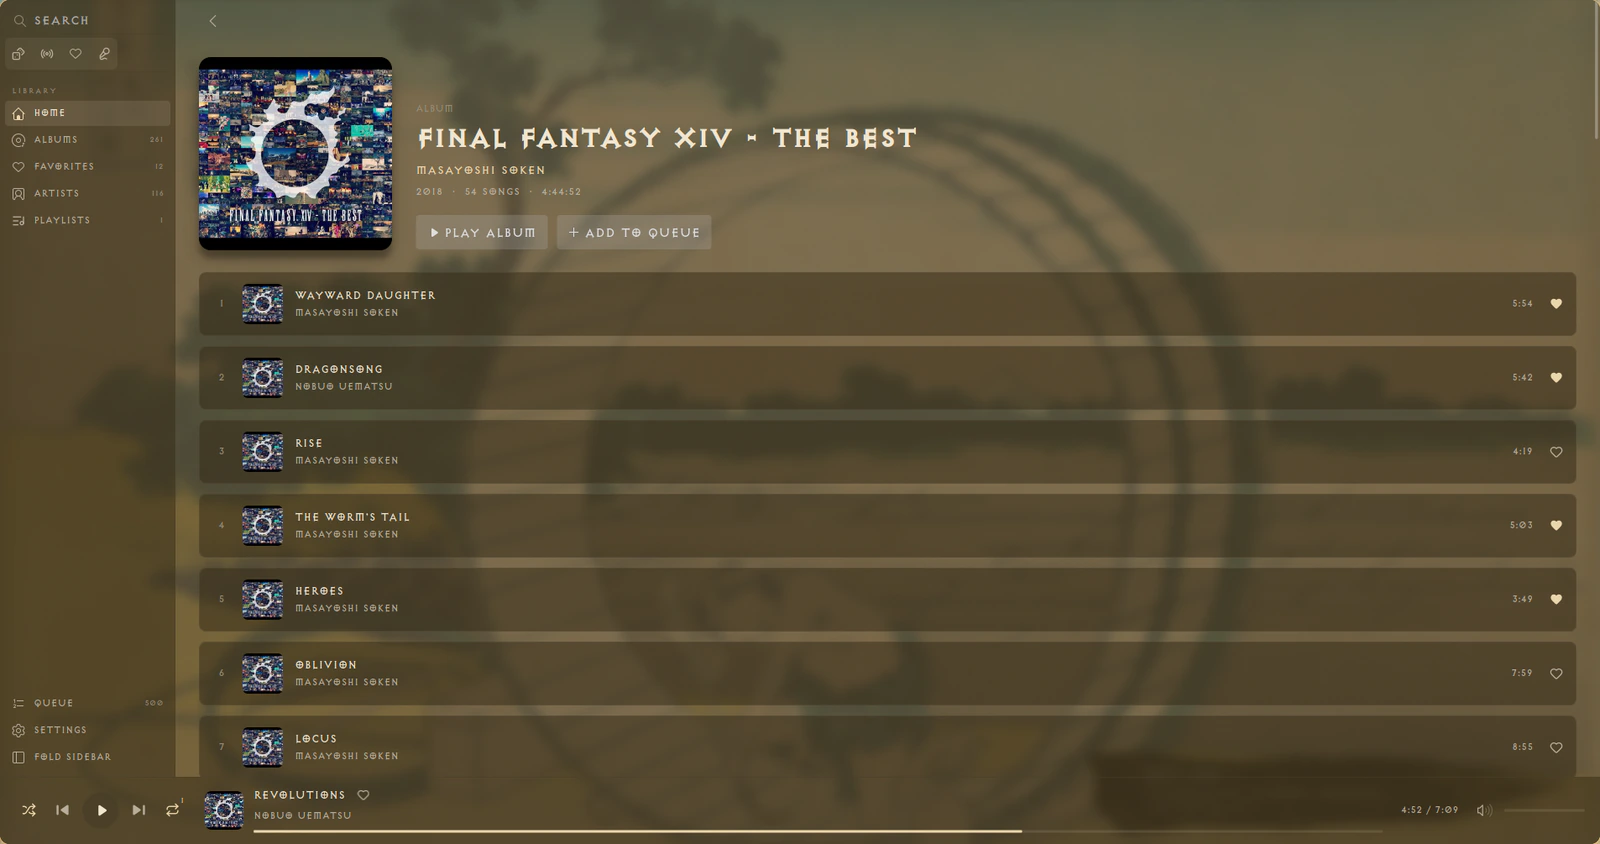 SEARCH
LIBRARY
HOME
ALBUMS 261
FAVORITES 12
ARTISTS 116
PLAYLISTS 1
QUEUE 500
SETTINGS
FOLD SIDEBAR
FINAL FANTASY XIV - THE BEST
ALBUM
FINAL FANTASY XIV - THE BEST
MASAYOSHI SOKEN
2018 · 54 SONGS · 4:44:52
PLAY ALBUM
ADD TO QUEUE
1 WAYWARD DAUGHTER 5:54
MASAYOSHI SOKEN
2 DRAGONSONG 5:42
NOBUO UEMATSU
3 RISE 4:19
MASAYOSHI SOKEN
4 THE WORM'S TAIL 5:03
MASAYOSHI SOKEN
5 HEROES 3:49
MASAYOSHI SOKEN
6 OBLIVION 7:59
MASAYOSHI SOKEN
7 LOCUS 8:55
MASAYOSHI SOKEN
1
REVOLUTIONS
NOBUO UEMATSU
4:52 / 7:09